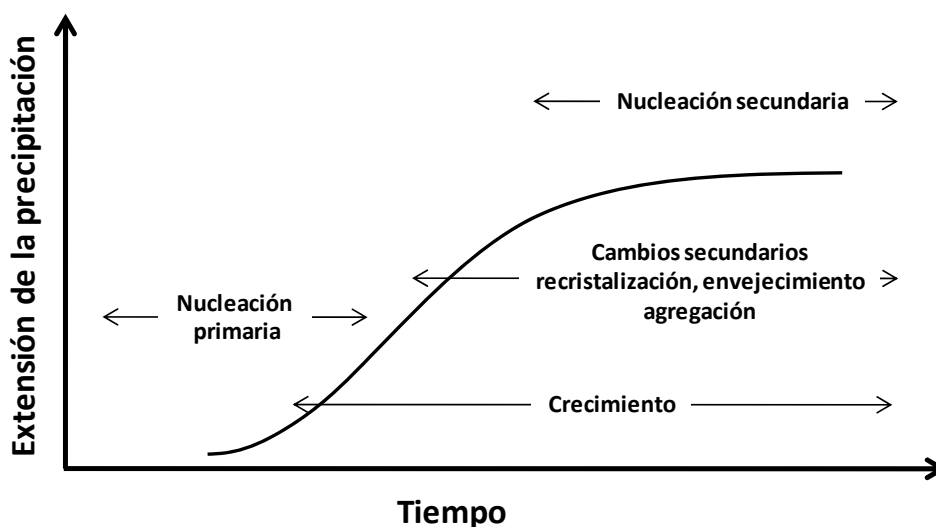 Extensión de la precipitación
Nucleación secundaria
Cambios secundarios
recristalización, envejecimiento
agregación
Nucleación
primaria
Crecimiento
Tiempo